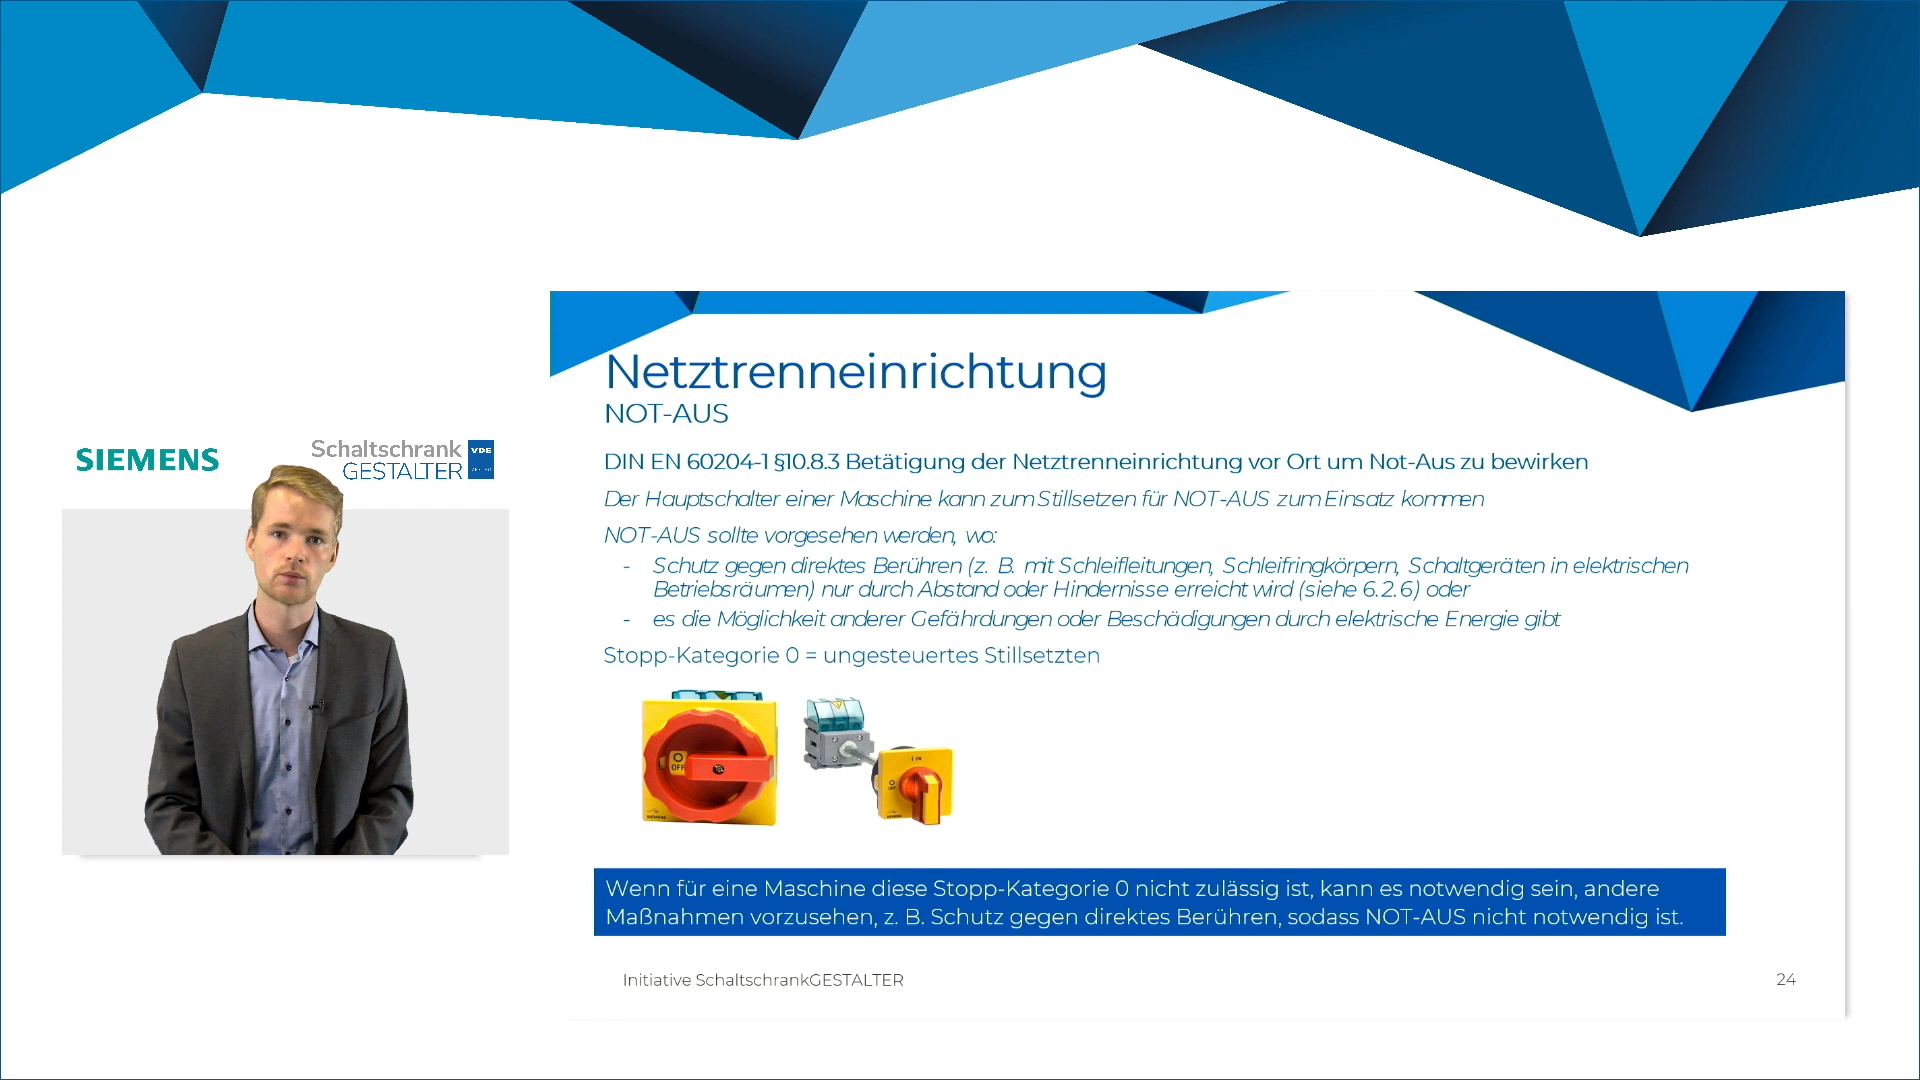 SIEMENS
Schaltschrank
GESTALTER
VDE
Netztrenneinrichtung
NOT-AUS
DIN EN 60204-1 §10.8.3 Betätigung der Netztrenneinrichtung vor Ort um Not-Aus zu bewirken
Der Hauptschalter einer Maschine kann zum Stillsetzen für NOT-AUS zum Einsatz kommen
NOT-AUS sollte vorgesehen werden, wo:
- Schutz gegen direktes Berühren (z. B. mit Schleifleitungen, Schleifringkörpern, Schaltgeräten in elektrischen
Betriebsräumen) nur durch Abstand oder Hindernisse erreicht wird (siehe 6.2.6) oder
- es die Möglichkeit anderer Gefährdungen oder Beschädigungen durch elektrische Energie gibt
Stopp-Kategorie 0 = ungesteuertes Stillsetzten
O
OFF
SIEMENS
I ON
O
OFF
SIEMENS
Wenn für eine Maschine diese Stopp-Kategorie 0 nicht zulässig ist, kann es notwendig sein, andere
Maßnahmen vorzusehen, z. B. Schutz gegen direktes Berühren, sodass NOT-AUS nicht notwendig ist.
Initiative SchaltschrankGESTALTER
24